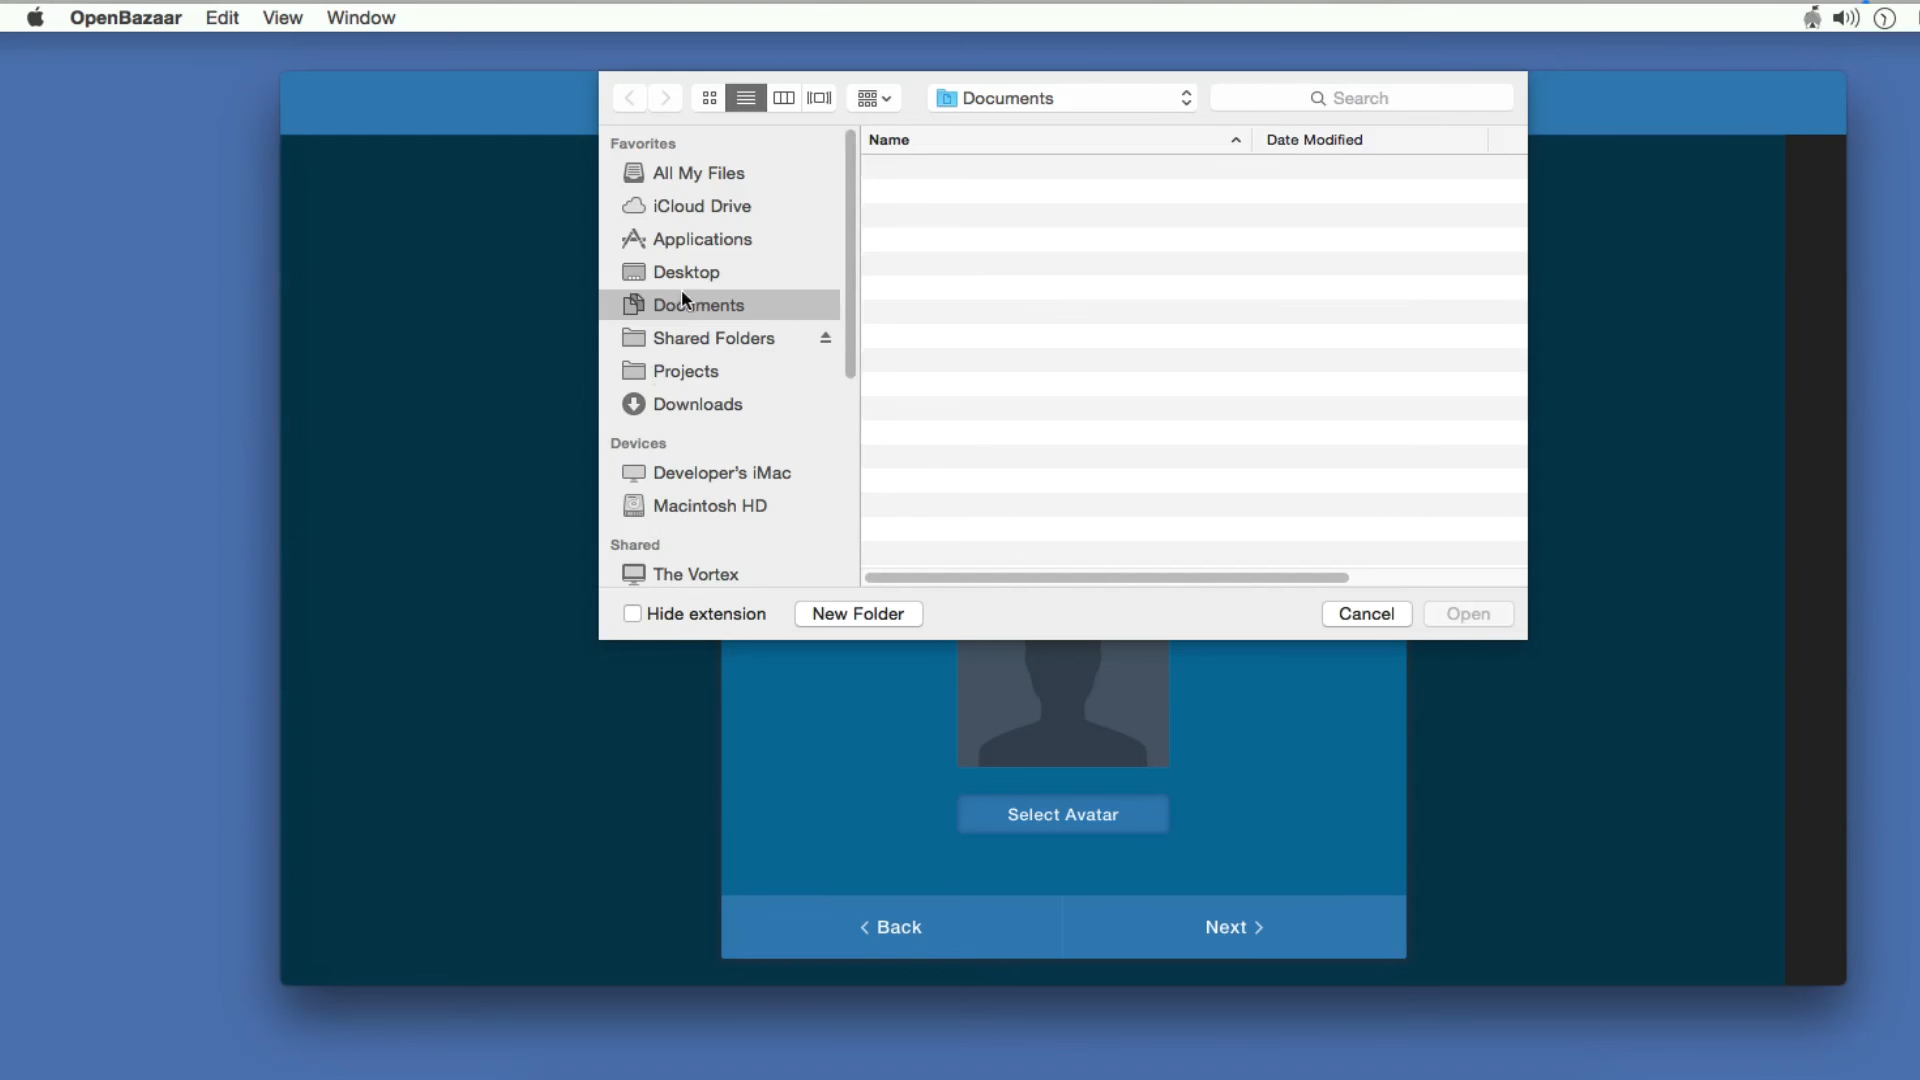 OpenBazaar Edit View Window
Documents Search
Favorites
Name Date Modified
All My Files
iCloud Drive
Applications
Desktop
Documents
Shared Folders
Projects
Downloads
Devices
Developer's iMac
Macintosh HD
Shared
The Vortex
Hide extension New Folder Cancel Open
Select Avatar
< Back Next >